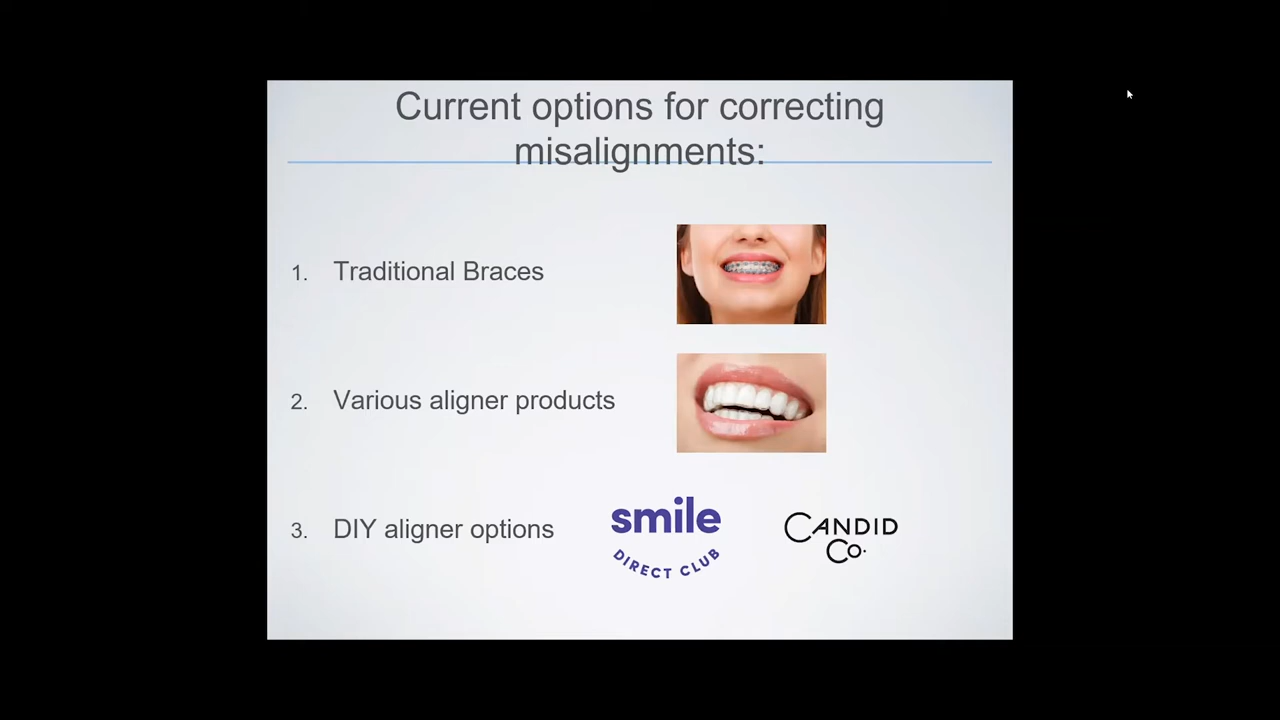 Current options for correcting
misalignments:
1. Traditional Braces
2. Various aligner products
3. DIY aligner options
smile
DIRECT CLUB
CANDID
CO.